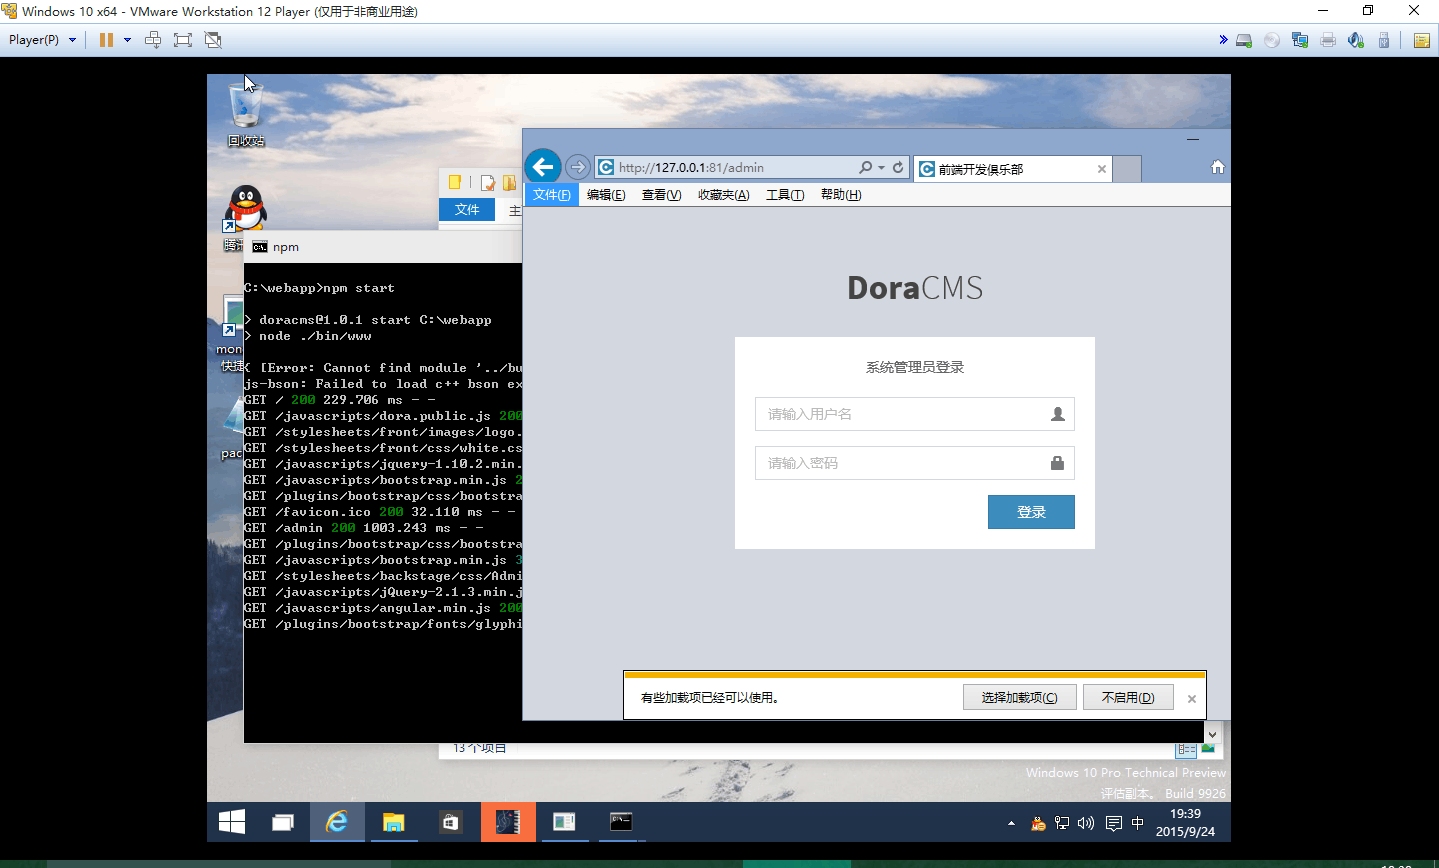 Windows 10 x64 - VMware Workstation 12 Player (仅用于非商业用途)
Player(P)
回收站
腾讯
mon
快捷
pac
文件 主
13 个项目
npm
C:\webapp>npm start
> doracms@1.0.1 start C:\webapp
> node ./bin/www
{ [Error: Cannot find module '../bu
js-bson: Failed to load c++ bson ex
GET / 200 229.706 ms - -
GET /javascripts/dora.public.js 200
GET /stylesheets/front/images/logo.
GET /stylesheets/front/css/white.cs
GET /javascripts/jquery-1.10.2.min.
GET /javascripts/bootstrap.min.js 2
GET /plugins/bootstrap/css/bootstra
GET /favicon.ico 200 32.110 ms - -
GET /admin 200 1003.243 ms - -
GET /plugins/bootstrap/css/bootstra
GET /javascripts/bootstrap.min.js 3
GET /stylesheets/backstage/css/Admi
GET /javascripts/jQuery-2.1.3.min.j
GET /javascripts/angular.min.js 200
GET /plugins/bootstrap/fonts/glyphi
http://127.0.0.1:81/admin 前端开发俱乐部
文件(F) 编辑(E) 查看(V) 收藏夹(A) 工具(T) 帮助(H)
DoraCMS
系统管理员登录
请输入用户名
请输入密码
登录
有些加载项已经可以使用。 选择加载项(C) 不启用(D)
Windows 10 Pro Technical Preview
评估副本。 Build 9926
中
19:39
2015/9/24